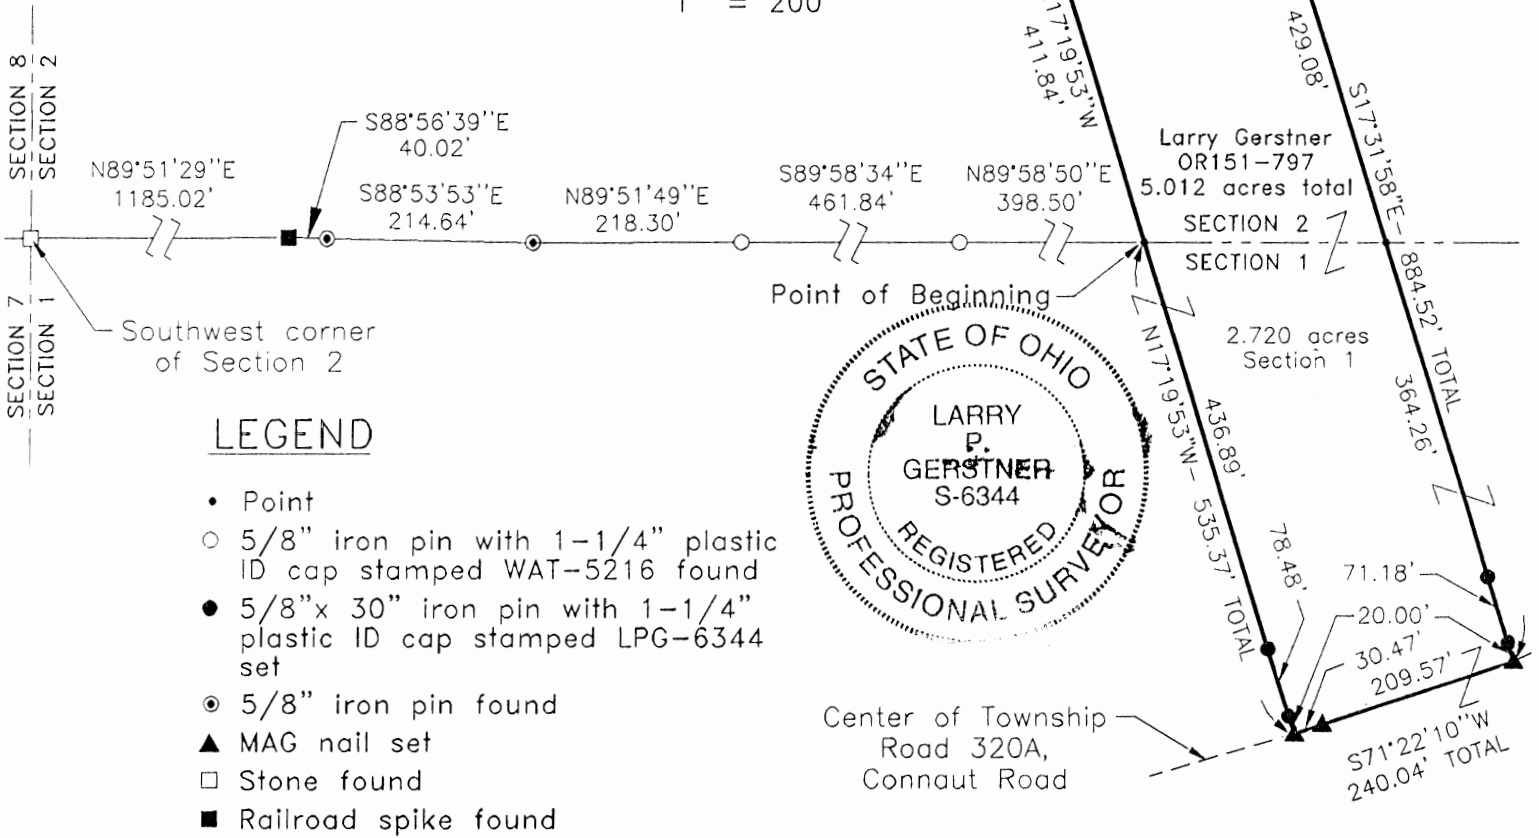 1" = 200'
SECTION 8
SECTION 2
SECTION 7
SECTION 1
N89°51'29"E
1185.02'
S88°56'39"E
40.02'
S88°53'53"E
214.64'
N89°51'49"E
218.30'
S89°58'34"E
461.84'
N89°58'50"E
398.50'
17°19'53"W
411.84'
429.08'
Larry Gerstner
OR151-797
5.012 acres total
SECTION 2
SECTION 1
S17°31'58"E- 884.52' TOTAL
Point of Beginning
Southwest corner
of Section 2
2.720 acres
Section 1
N17°19'53"W- 535.37' TOTAL
436.89'
364.26'
78.48'
71.18'
20.00'
30.47'
209.57'
S71°22'10"W
240.04' TOTAL
Center of Township
Road 320A,
Connaut Road
STATE OF OHIO
LARRY
P.
GERSTNER
S-6344
REGISTERED
PROFESSIONAL SURVEYOR
LEGEND
Point
5/8" iron pin with 1-1/4" plastic
ID cap stamped WAT-5216 found
5/8"x 30" iron pin with 1-1/4"
plastic ID cap stamped LPG-6344
set
5/8" iron pin found
MAG nail set
Stone found
Railroad spike found